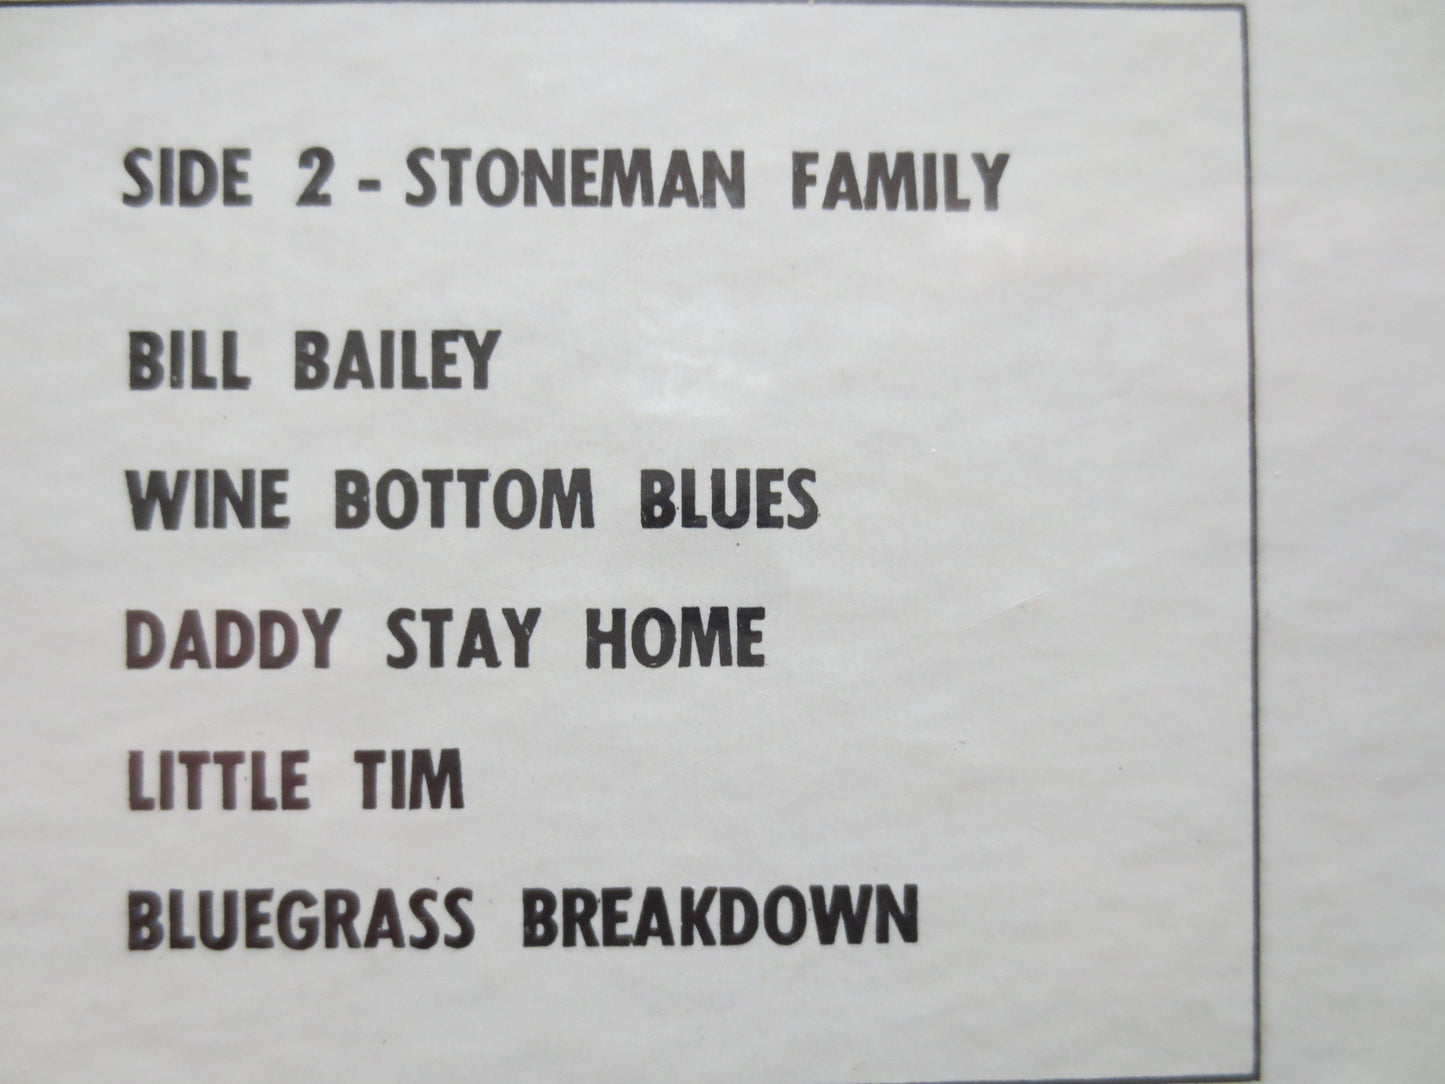 SIDE 2 - STONEMAN FAMILY
BILL BAILEY
WINE BOTTOM BLUES
DADDY STAY HOME
LITTLE TIM
BLUEGRASS BREAKDOWN